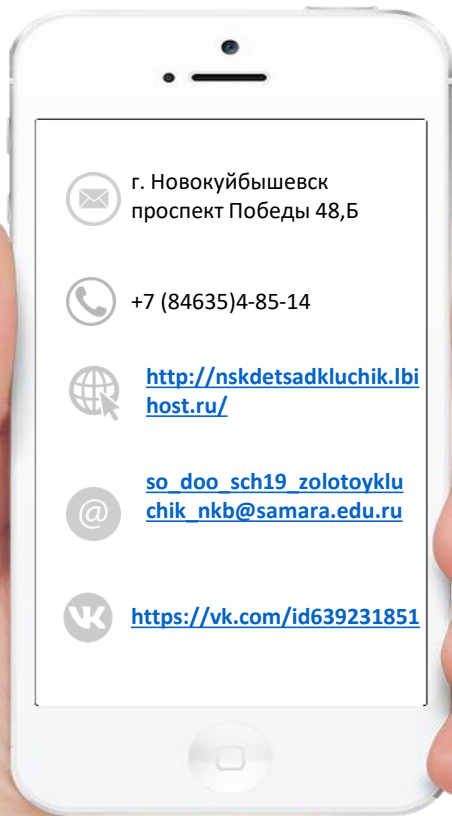 г. Новокуйбышевск
проспект Победы 48,Б
+7 (84635)4-85-14
http://nskdetsadkluchik.lbi
host.ru/
so_doo_sch19_zolotoyklu
chik_nkb@samara.edu.ru
https://vk.com/id639231851